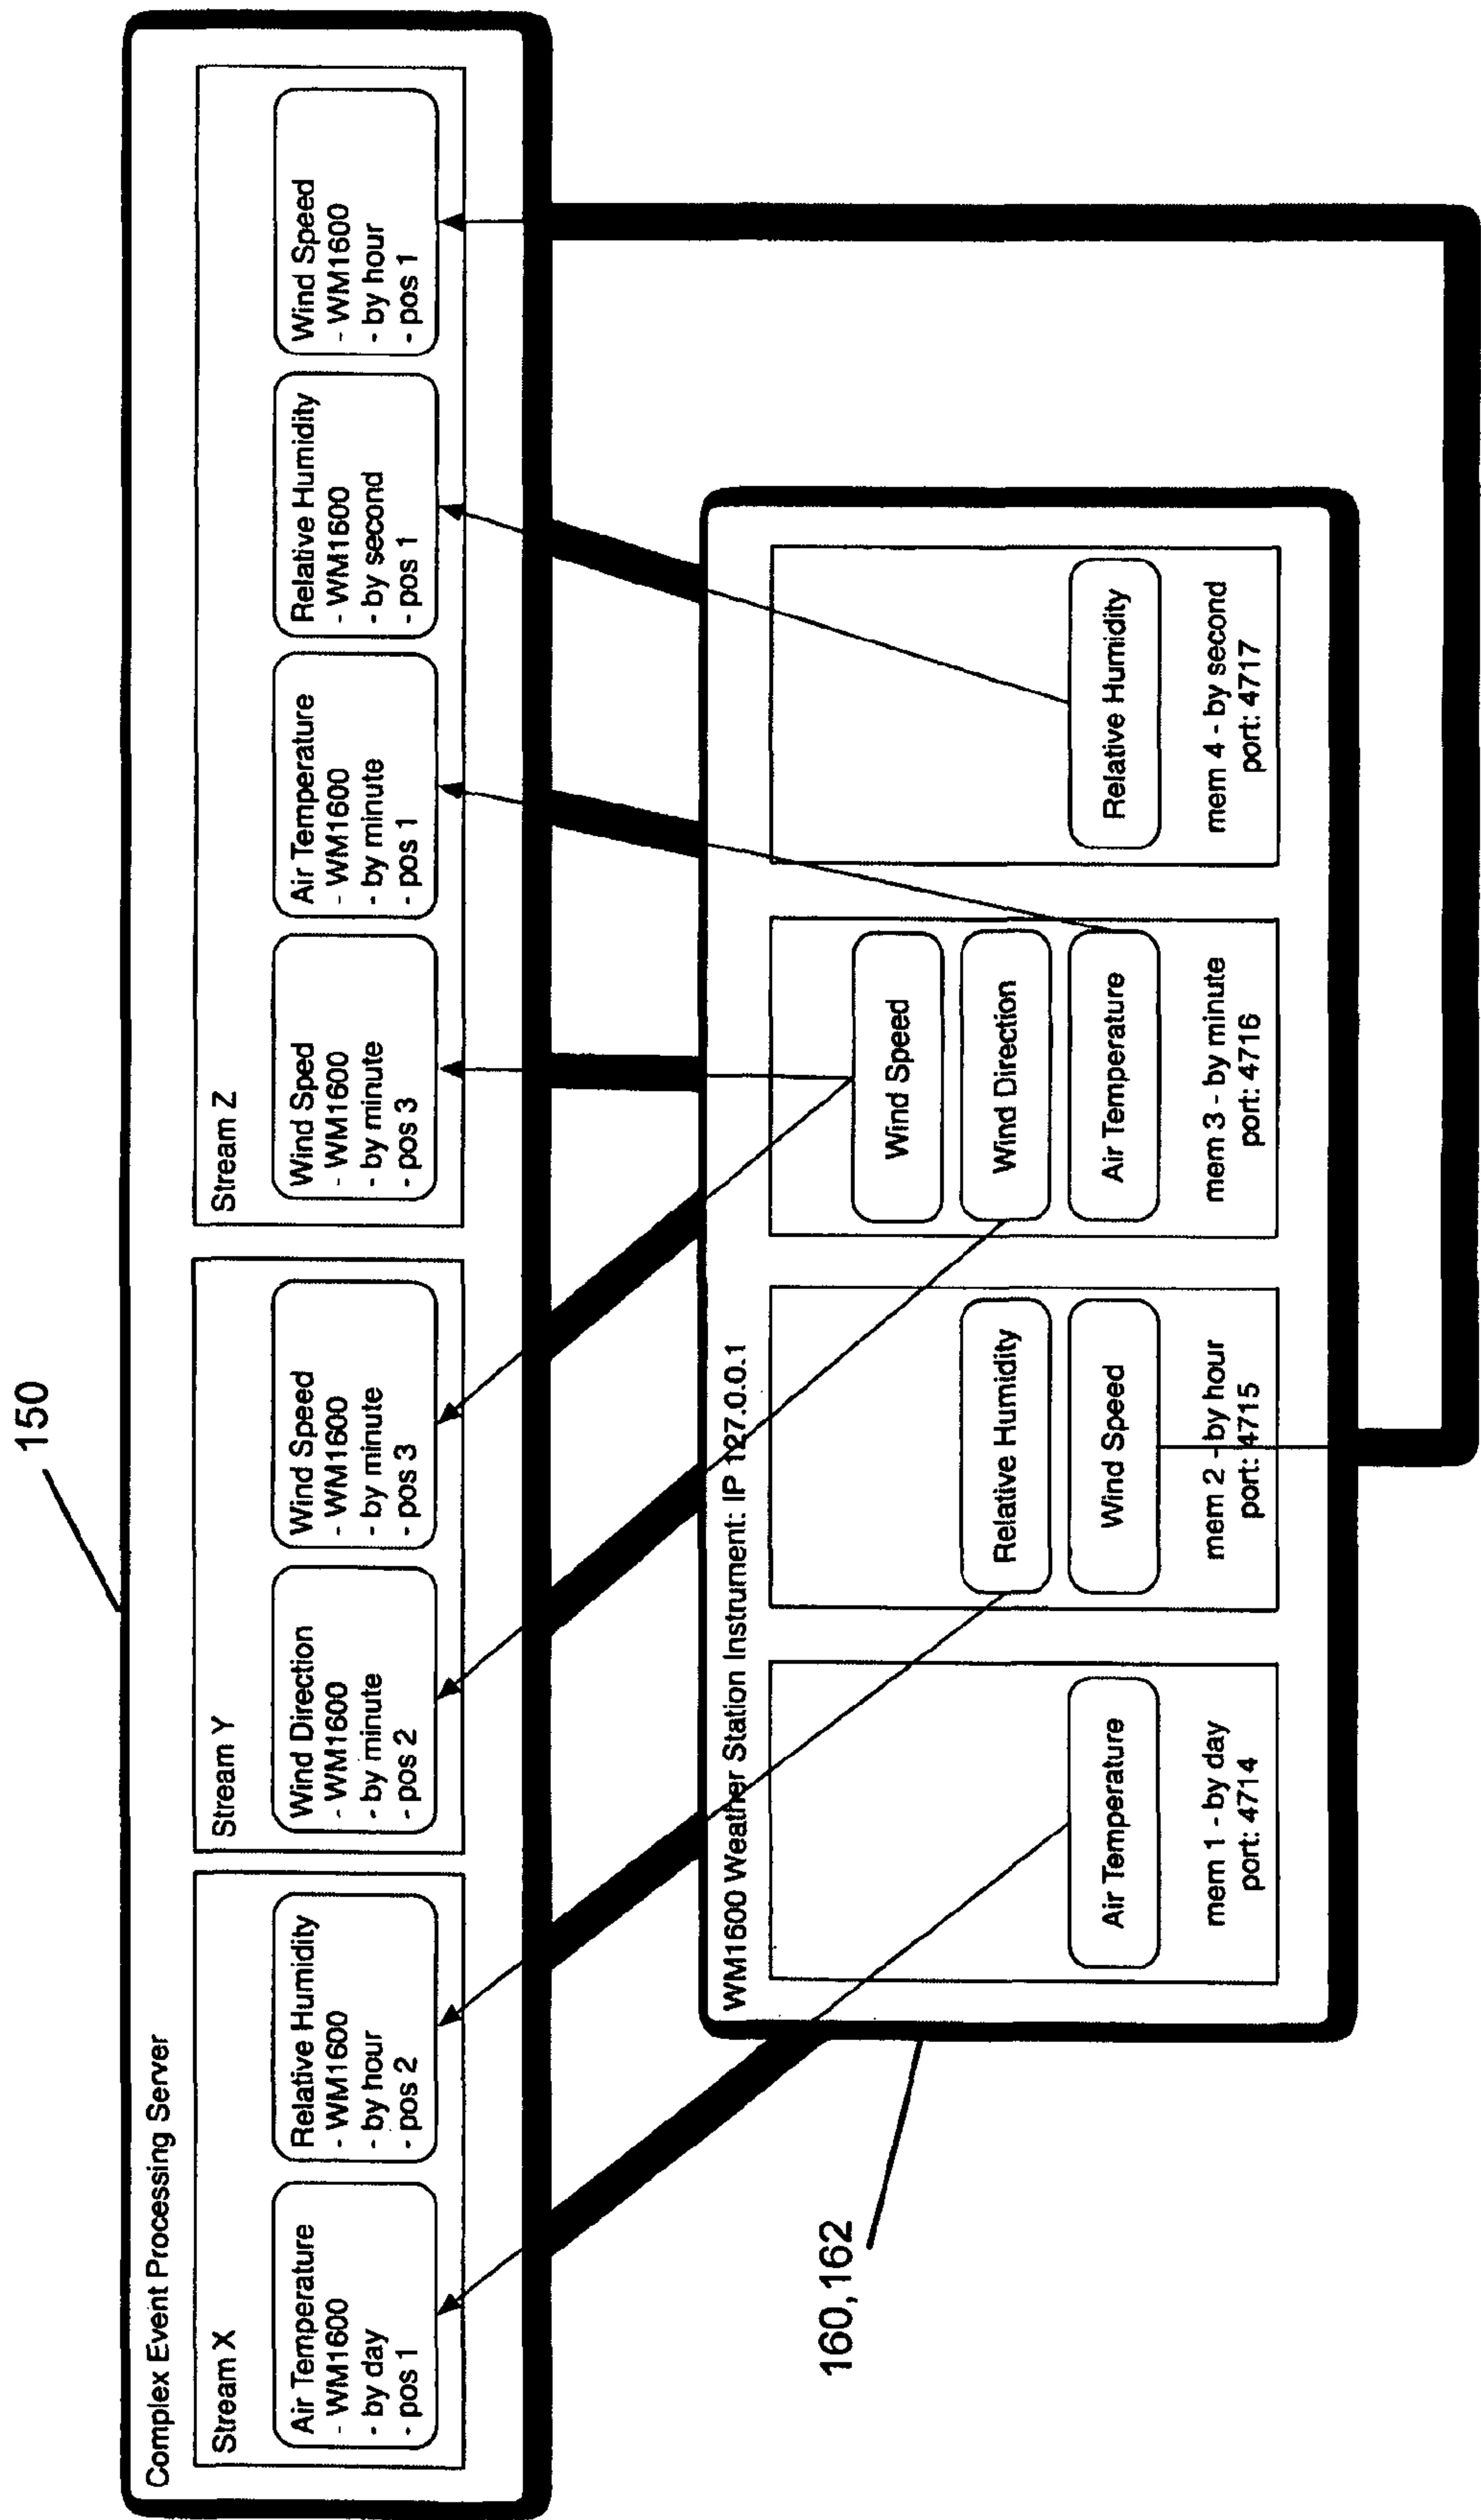 150
Complex Event Processing Server
Stream X
Air Temperature
- WM1600
- by day
- pos 1
Relative Humidity
- WM1600
- by hour
- pos 2
Stream Y
Wind Direction
- WM1600
- by minute
- pos 2
Wind Speed
- WM1600
- by minute
- pos 3
Stream Z
Wind Sped
- WM1600
- by minute
- pos 3
Air Temperature
- WM1600
- by minute
- pos 1
Relative Humidity
- WM1600
- by second
- pos 1
Wind Speed
- WM1600
- by hour
- pos 1
160,162
WM1600 Weather Station Instrument: IP 127.0.0.1
Air Temperature
mem 1 - by day
port: 4714
Relative Humidity
Wind Speed
mem 2 - by hour
port: 4715
Wind Speed
Wind Direction
Air Temperature
mem 3 - by minute
port: 4716
Relative Humidity
mem 4 - by second
port: 4717